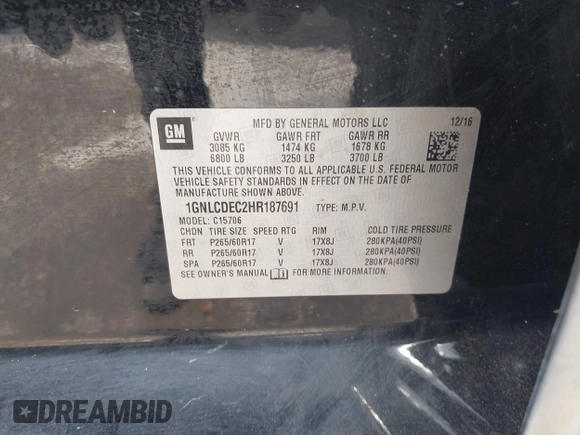 GM
MFD BY GENERAL MOTORS LLC 12/16
GVWR GAWR FRT GAWR RR
3085 KG 1474 KG 1678 KG
6800 LB 3250 LB 3700 LB
THIS VEHICLE CONFORMS TO ALL APPLICABLE U.S. FEDERAL MOTOR
VEHICLE SAFETY STANDARDS IN EFFECT ON THE DATE OF
MANUFACTURE SHOWN ABOVE.
1GNLCDEC2HR187691 TYPE: M.P.V.
MODEL: C15706
CHDN TIRE SIZE SPEED RTG RIM COLD TIRE PRESSURE
FRT P265/60R17 V 17X8J 280KPA(40PSI)
RR P265/60R17 V 17X8J 280KPA(40PSI)
SPA P265/60R17 V 17X8J 280KPA(40PSI)
SEE OWNER'S MANUAL FOR MORE INFORMATION.
DREAMBID